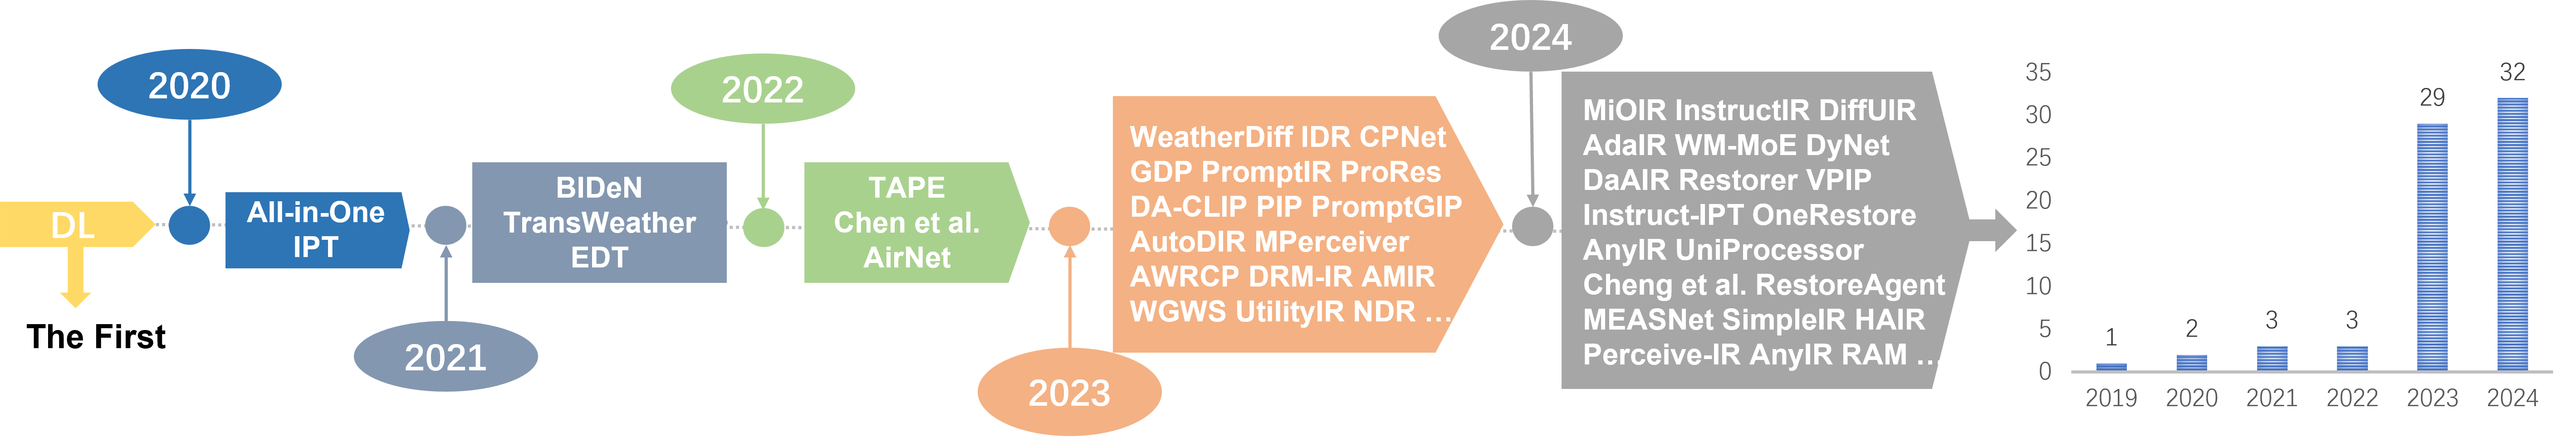 DL
The First
2020
All-in-One
IPT
2021
BIDeN
TransWeather
EDT
2022
TAPE
Chen et al.
AirNet
2023
WeatherDiff IDR CPNet
GDP PromptIR ProRes
DA-CLIP PIP PromptGIP
AutoDIR MPerceiver
AWRCP DRM-IR AMIR
WGWS UtilityIR NDR …
2024
MiOIR InstructIR DiffUIR
AdaIR WM-MoE DyNet
DaAIR Restorer VPIP
Instruct-IPT OneRestore
AnyIR UniProcessor
Cheng et al. RestoreAgent
MEASNet SimpleIR HAIR
Perceive-IR AnyIR RAM …
35
30
25
20
15
10
5
0
1
2
3
3
29
32
2019 2020 2021 2022 2023 2024